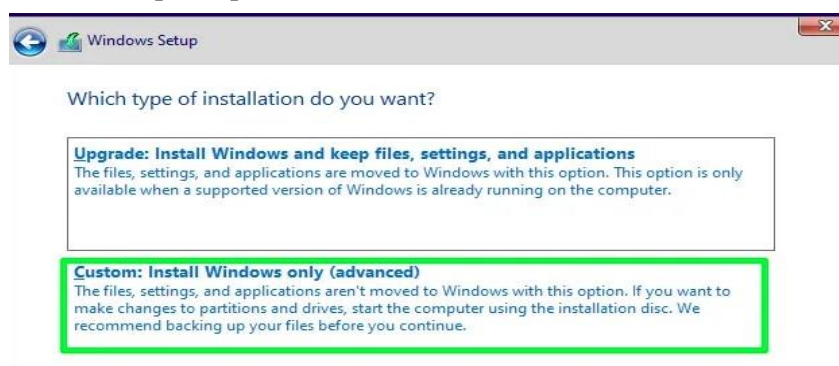 Windows Setup
Which type of installation do you want?
Upgrade: Install Windows and keep files, settings, and applications
The files, settings, and applications are moved to Windows with this option. This option is only
available when a supported version of Windows is already running on the computer.
Custom: Install Windows only (advanced)
The files, settings, and applications aren't moved to Windows with this option. If you want to
make changes to partitions and drives, start the computer using the installation disc. We
recommend backing up your files before you continue.